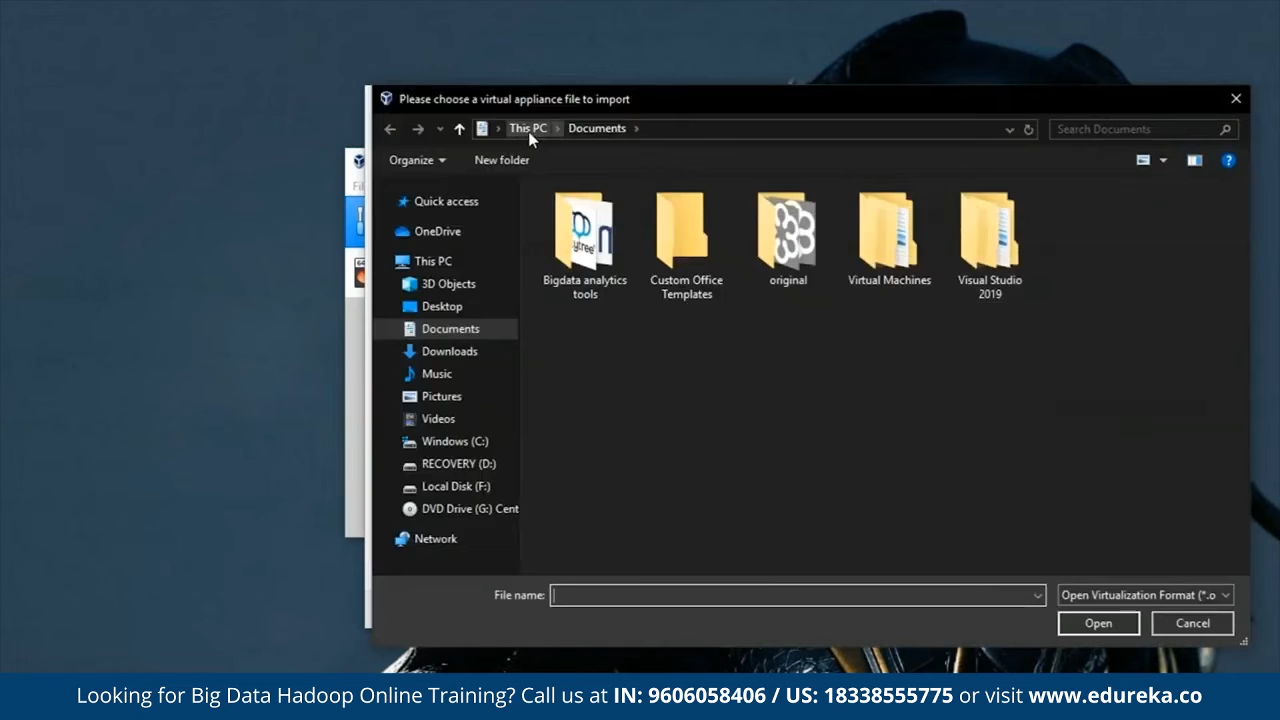 Please choose a virtual appliance file to import
This PC
Documents
Search Documents
Organize
New folder
Quick access
OneDrive
This PC
3D Objects
Desktop
Documents
Downloads
Music
Pictures
Videos
Windows (C:)
RECOVERY (D:)
Local Disk (F:)
DVD Drive (G:) Cent
Network
Bigdata analytics
tools
Custom Office
Templates
original
Virtual Machines
Visual Studio
2019
File name:
Open Virtualization Format (*.o
Open
Cancel
Looking for Big Data Hadoop Online Training? Call us at IN: 9606058406 / US: 18338555775 or visit www.edureka.co